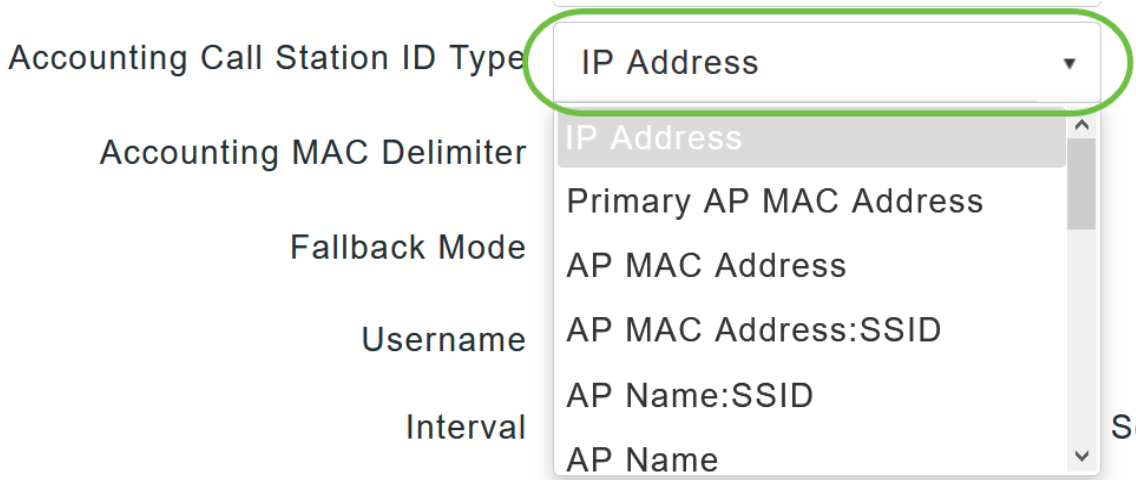 Accounting Call Station ID Type IP Address
IP Address
Accounting MAC Delimiter
Primary AP MAC Address
Fallback Mode
AP MAC Address
Username
AP MAC Address:SSID
AP Name:SSID
Interval
AP Name